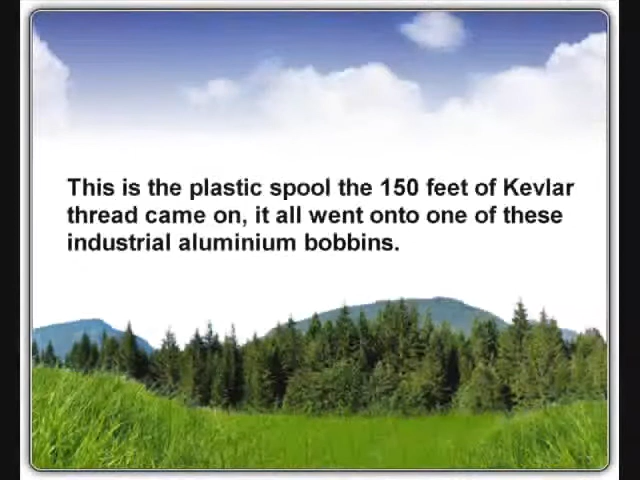 This is the plastic spool the 150 feet of Kevlar
thread came on, it all went onto one of these
industrial aluminium bobbins.